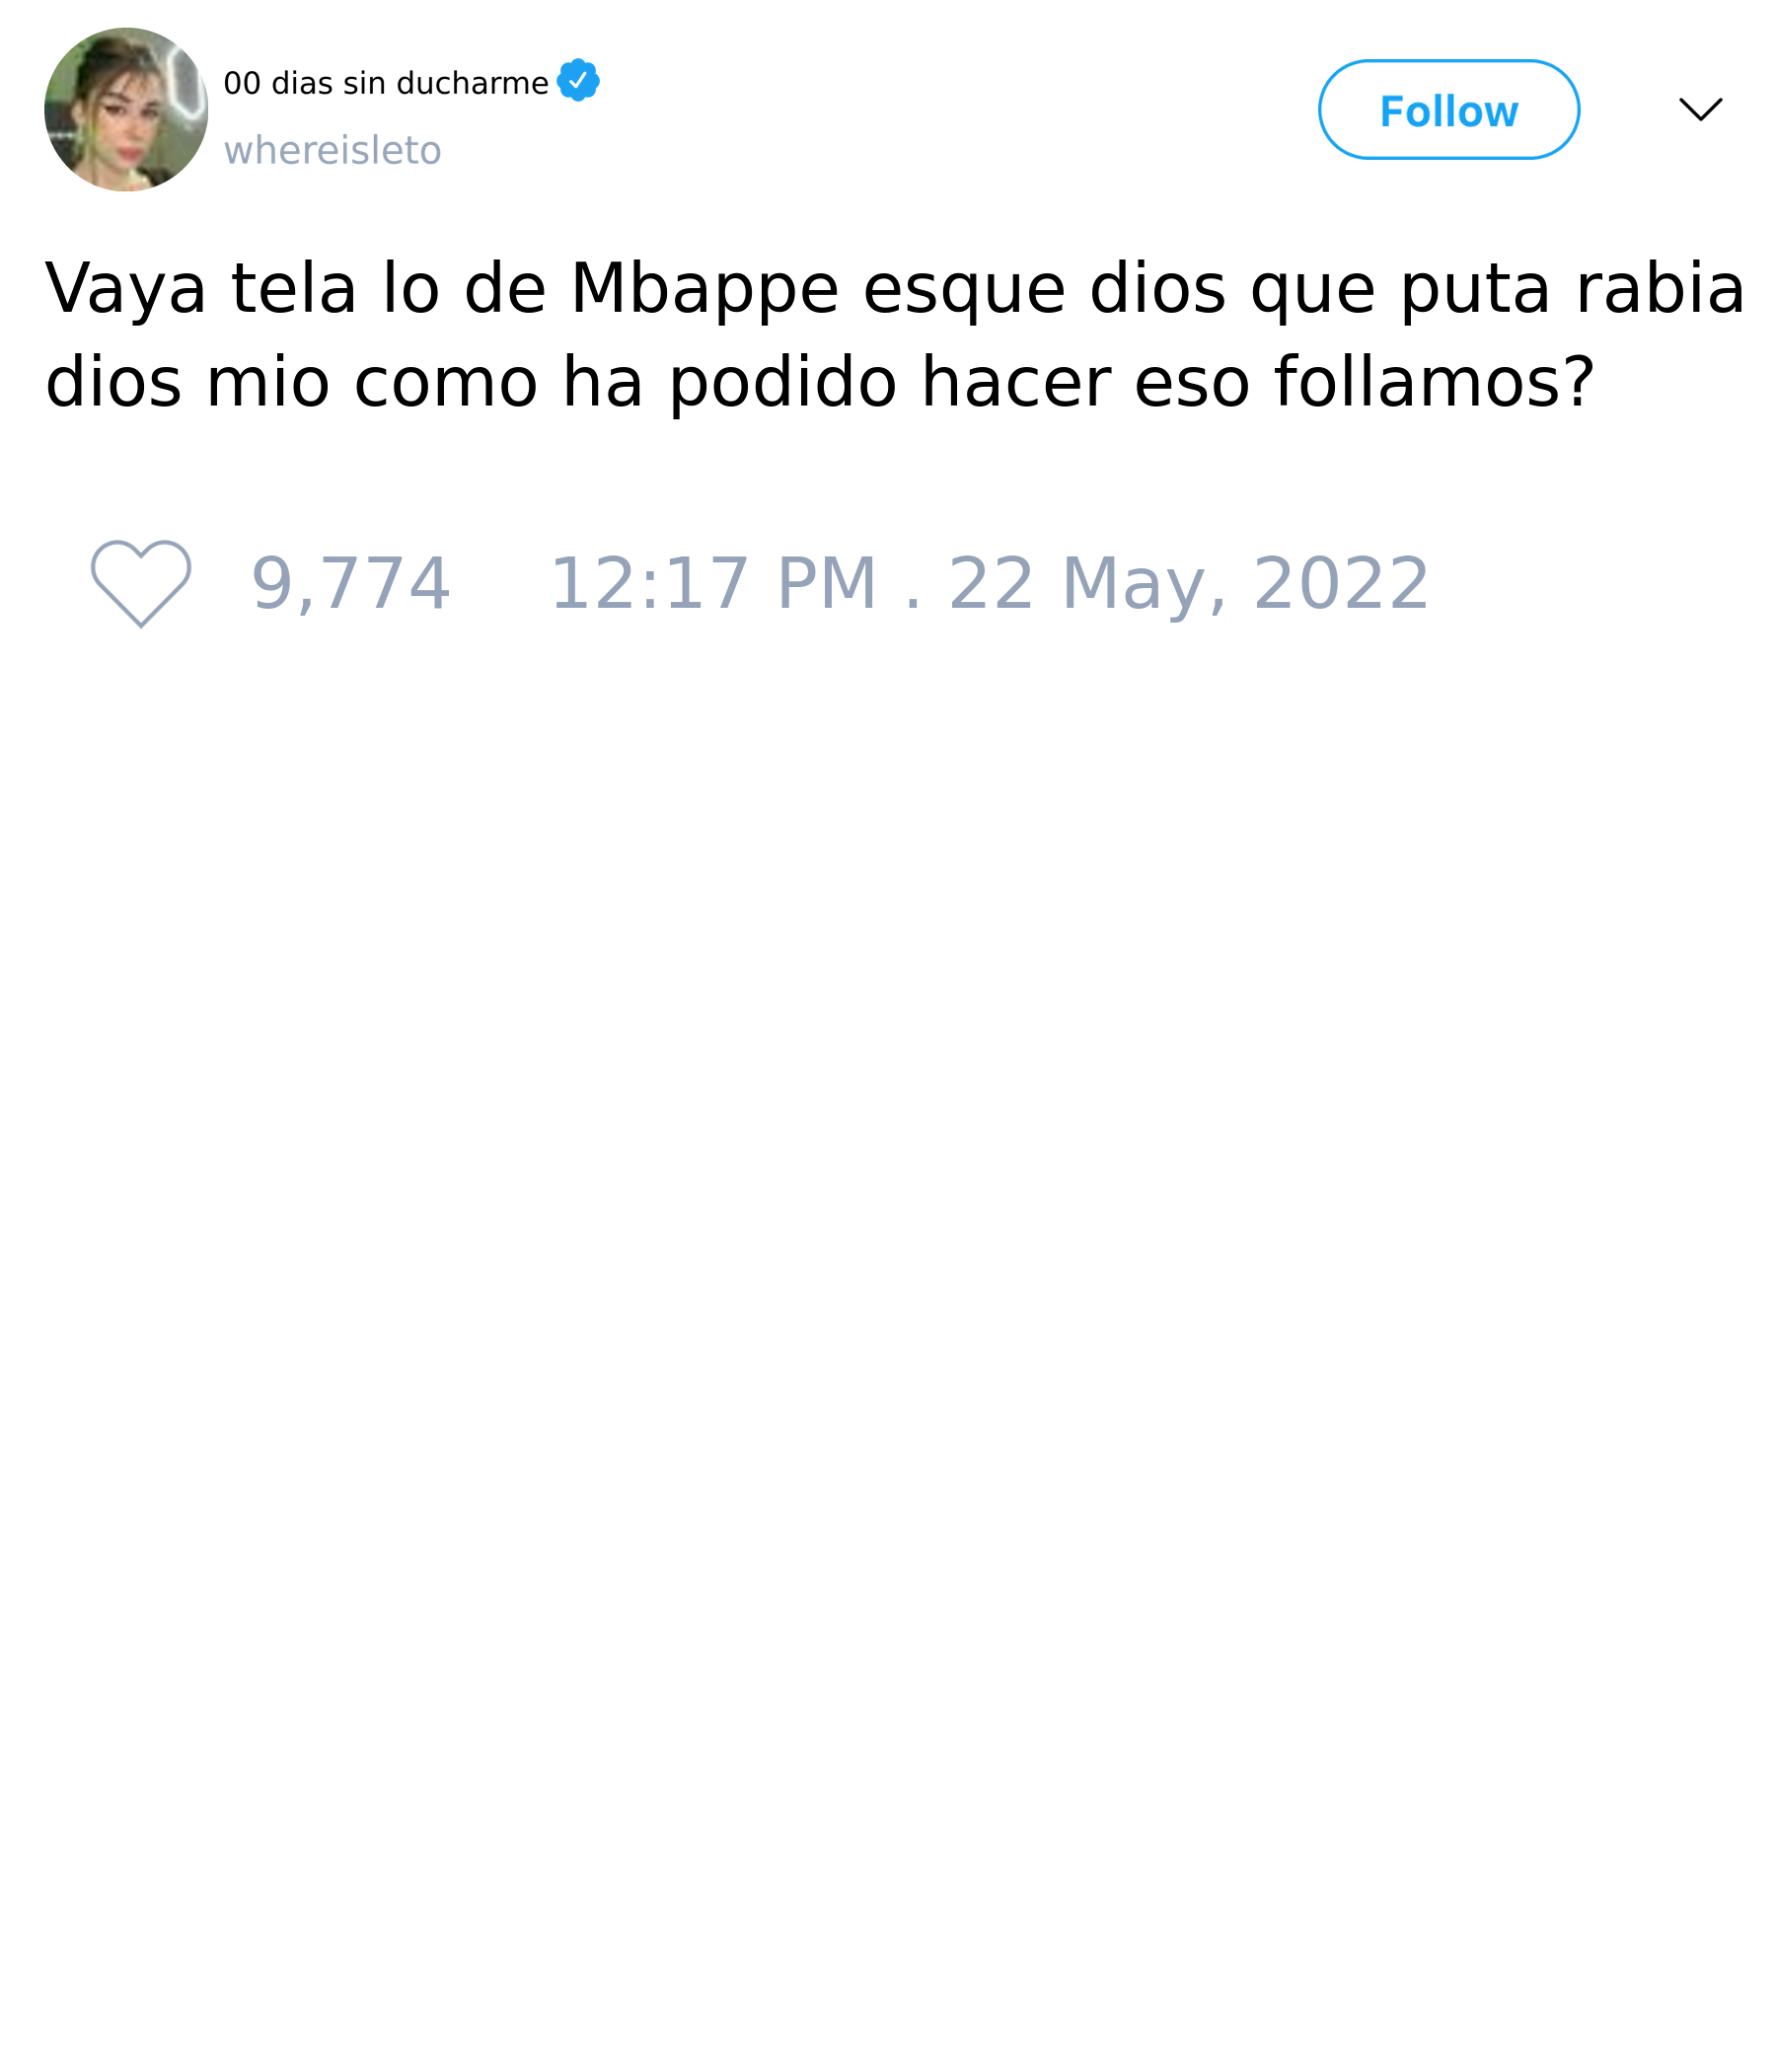 00 dias sin ducharme
whereisleto
Follow
Vaya tela lo de Mbappe esque dios que puta rabia
dios mio como ha podido hacer eso follamos?
9,774 12:17 PM . 22 May, 2022